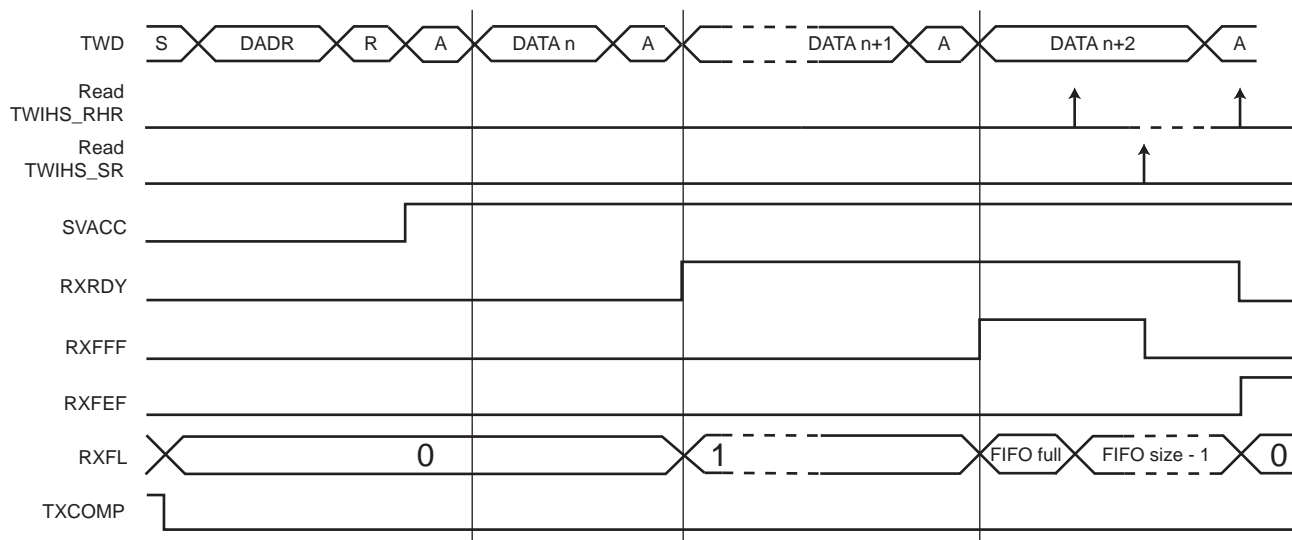 TWD S DADR R A DATA n A DATA n+1 A DATA n+2 A
Read
TWIHS_RHR
Read
TWIHS_SR
SVACC
RXRDY
RXFFF
RXFEF
RXFL 0 1 FIFO full FIFO size - 1 0
TXCOMP